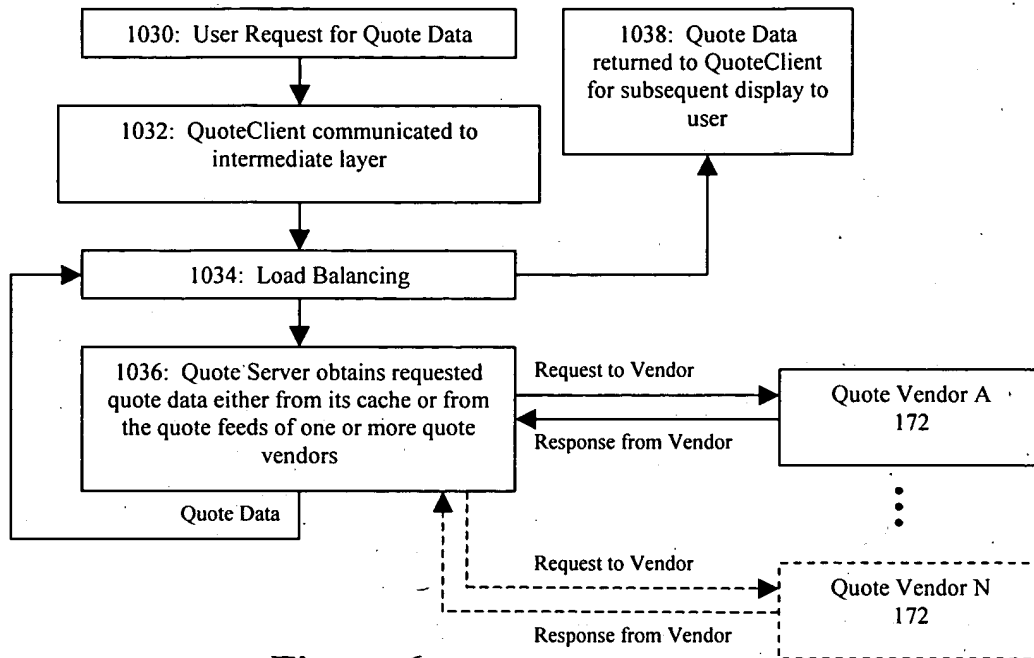 1030: User Request for Quote Data
1038: Quote Data
returned to QuoteClient
for subsequent display to
user
1032: QuoteClient communicated to
intermediate layer
1034: Load Balancing
1036: Quote Server obtains requested
quote data either from its cache or from
the quote feeds of one or more quote
vendors
Request to Vendor
Response from Vendor
Quote Vendor A
172
Quote Data
Request to Vendor
Response from Vendor
Quote Vendor N
172